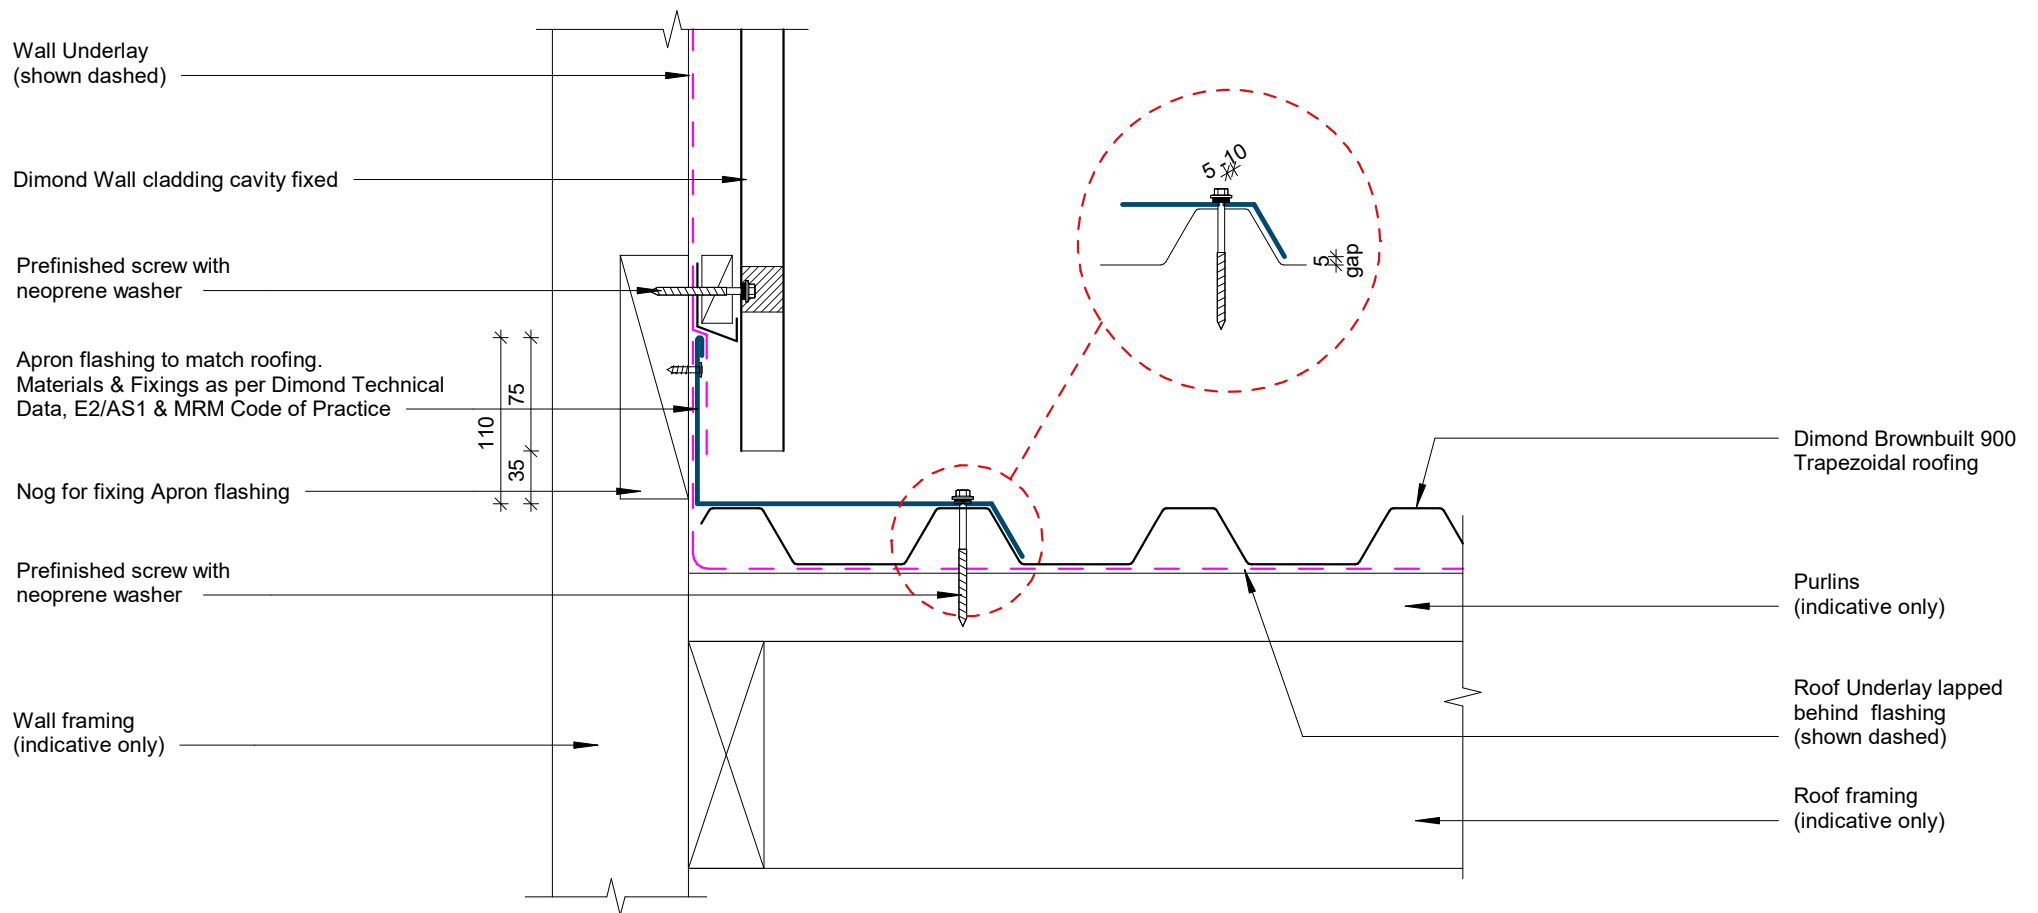 Wall Underlay
(shown dashed)
Dimond Wall cladding cavity fixed
Prefinished screw with
neoprene washer
Apron flashing to match roofing.
Materials & Fixings as per Dimond Technical
Data, E2/AS1 & MRM Code of Practice
110
75
35
Nog for fixing Apron flashing
Prefinished screw with
neoprene washer
Wall framing
(indicative only)
5 -10
5
gap
Dimond Brownbuilt 900
Trapezoidal roofing
Purlins
(indicative only)
Roof Underlay lapped
behind flashing
(shown dashed)
Roof framing
(indicative only)